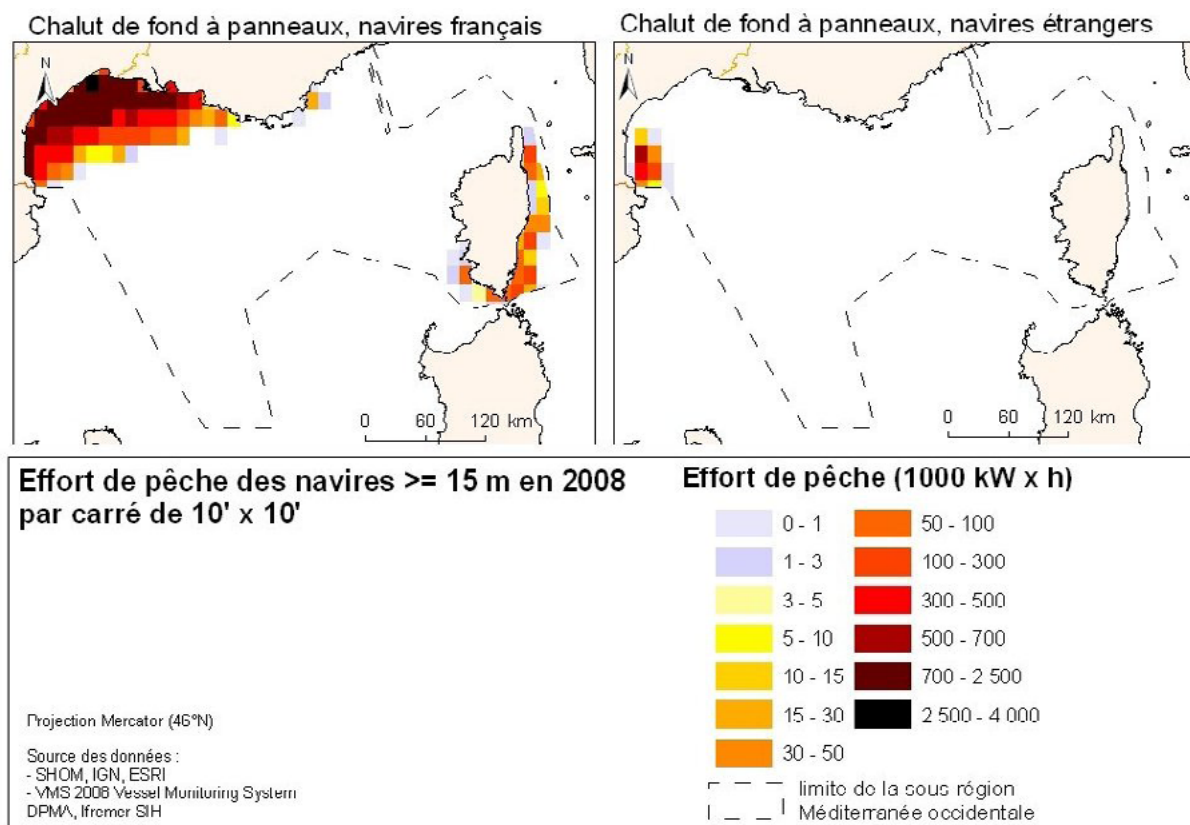 Chalut de fond à panneaux, navires français
Chalut de fond à panneaux, navires étrangers
N
N
0 60 120 km
0 60 120 km
Effort de pêche des navires >= 15 m en 2008
par carré de 10' x 10'
Projection Mercator (46°N)
Source des données :
- SHOM, IGN, ESRI
- VMS 2008 Vessel Monitoring System
DPMA, Ifremer SIH
Effort de pêche (1000 kW x h)
0 - 1
1 - 3
3 - 5
5 - 10
10 - 15
15 - 30
30 - 50
50 - 100
100 - 300
300 - 500
500 - 700
700 - 2 500
2 500 - 4 000
limite de la sous région
Méditerranée occidentale